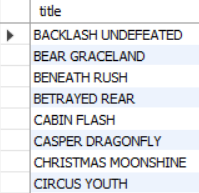 title
BACKLASH UNDEFEATED
BEAR GRACELAND
BENEATH RUSH
BETRAYED REAR
CABIN FLASH
CASPER DRAGONFLY
CHRISTMAS MOONSHINE
CIRCUS YOUTH